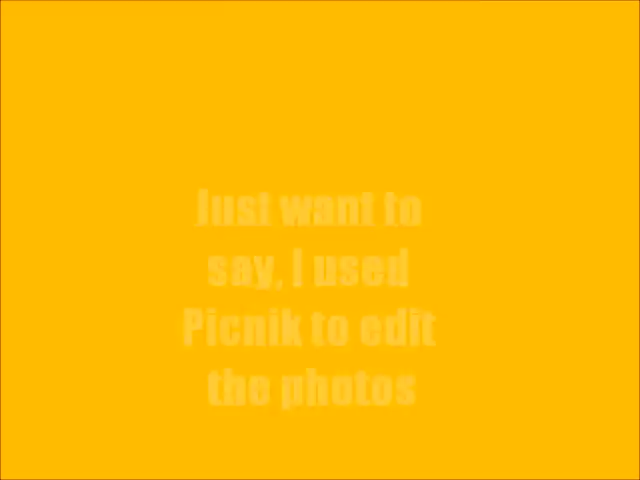 Just want to
say, I used
Picnik to edit
the photos